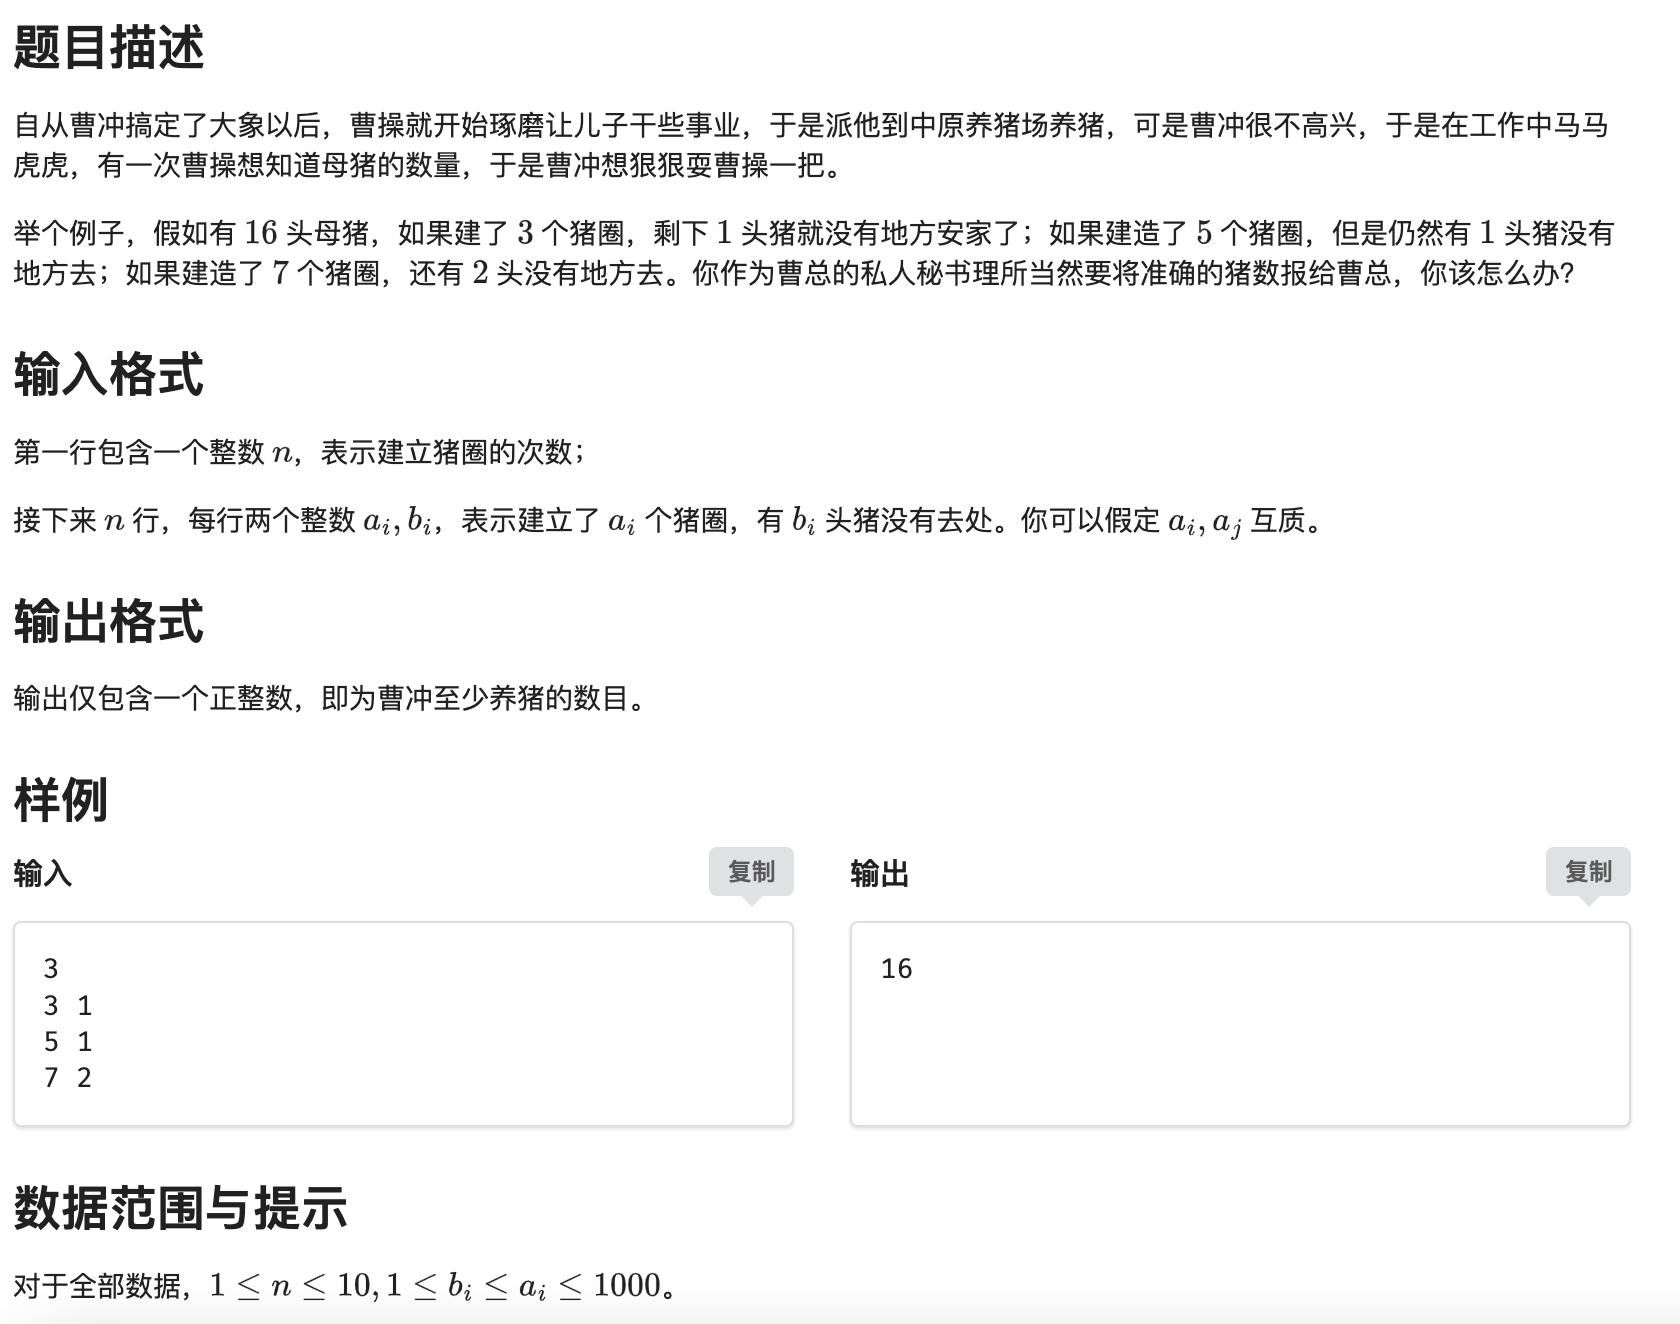 题目描述
自从曹冲搞定了大象以后，曹操就开始琢磨让儿子干些事业，于是派他到中原养猪场养猪，可是曹冲很不高兴，于是在工作中马马
虎虎，有一次曹操想知道母猪的数量，于是曹冲想狠狠耍曹操一把。
举个例子，假如有 16 头母猪，如果建了 3 个猪圈，剩下 1 头猪就没有地方安家了；如果建造了 5 个猪圈，但是仍然有 1 头猪没有
地方去；如果建造了 7 个猪圈，还有 2 头没有地方去。你作为曹总的私人秘书理所当然要将准确的猪数报给曹总，你该怎么办？
输入格式
第一行包含一个整数 n，表示建立猪圈的次数；
接下来 n 行，每行两个整数 a_i, b_i，表示建立了 a_i 个猪圈，有 b_i 头猪没有去处。你可以假定 a_i, a_j 互质。
输出格式
输出仅包含一个正整数，即为曹冲至少养猪的数目。
样例
输入 复制
3
3 1
5 1
7 2
输出 复制
16
数据范围与提示
对于全部数据，1 ≤ n ≤ 10, 1 ≤ b_i ≤ a_i ≤ 1000。